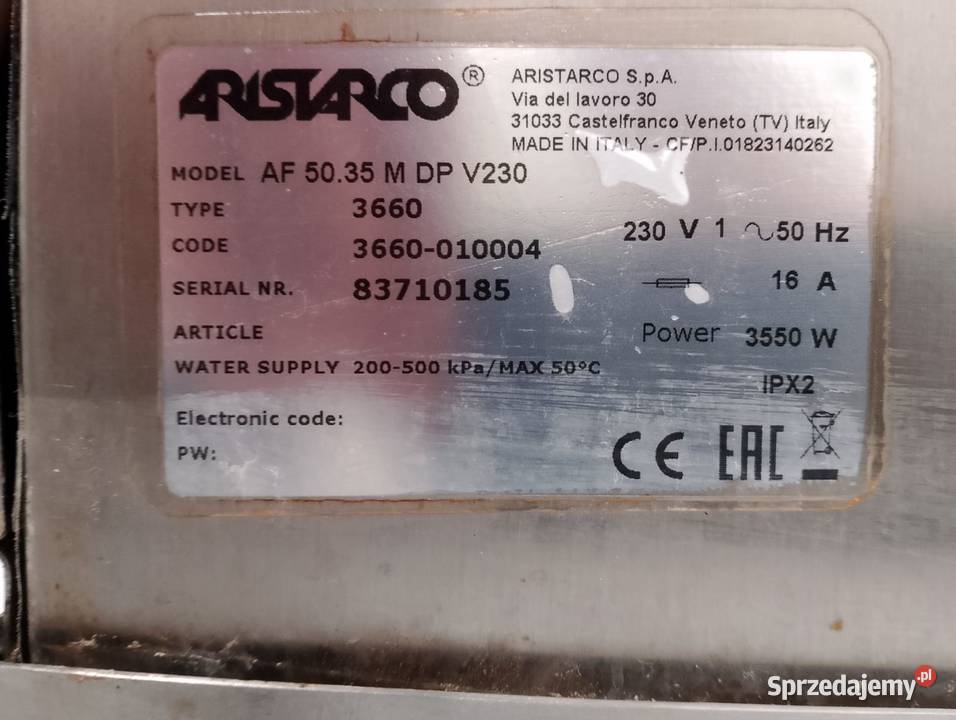 ARISTARCO®
ARISTARCO S.p.A.
Via del lavoro 30
31033 Castelfranco Veneto (TV) Italy
MADE IN ITALY - CF/P.I.01823140262
MODEL AF 50.35 M DP V230
TYPE 3660
CODE 3660-010004
230 V 1 ~50 Hz
SERIAL NR. 83710185
16 A
ARTICLE
Power 3550 W
WATER SUPPLY 200-500 kPa/MAX 50°C
IPX2
Electronic code:
PW:
CE EAC
Sprzedajemy.pl